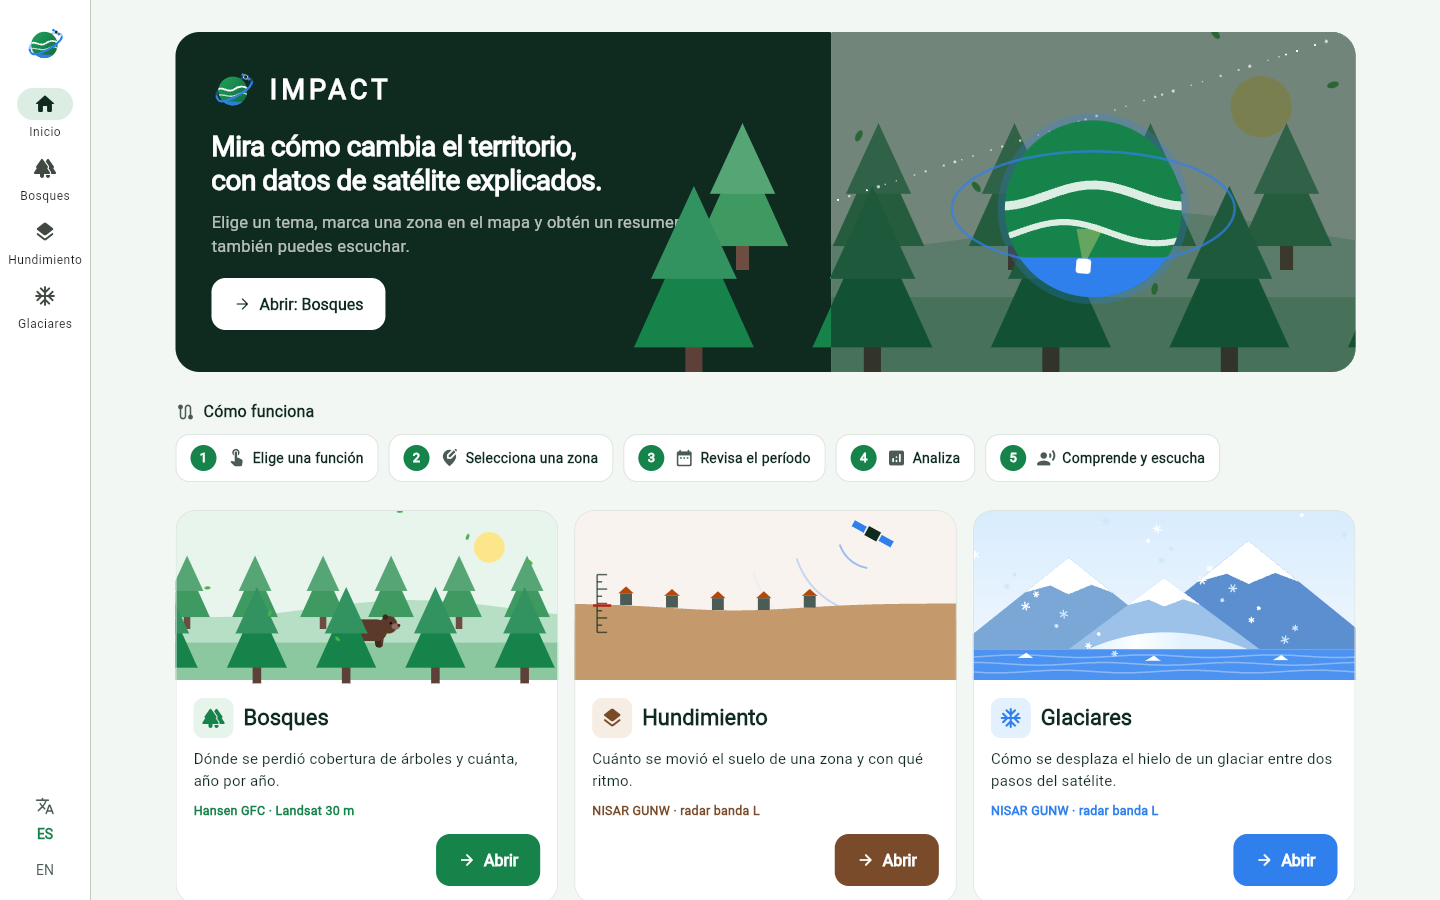 IMPACT
Mira cómo cambia el territorio,
con datos de satélite explicados.
Elige un tema, marca una zona en el mapa y obtén un
también puedes escuchar.
Abrir: Bosques
Inicio
Bosques
Hundimiento
Glaciares
ES
EN
Cómo funciona
1 Elige una función
2 Selecciona una zona
3 Revisa el período
4 Analiza
5 Comprende y escucha
Bosques
Dónde se perdió cobertura de árboles y cuánta,
año por año.
Hansen GFC · Landsat 30 m
Abrir
Hundimiento
Cuánto se movió el suelo de una zona y con qué
ritmo.
NISAR GUNW · radar banda L
Abrir
Glaciares
Cómo se desplaza el hielo de un glaciar entre dos
pasos del satélite.
NISAR GUNW · radar banda L
Abrir